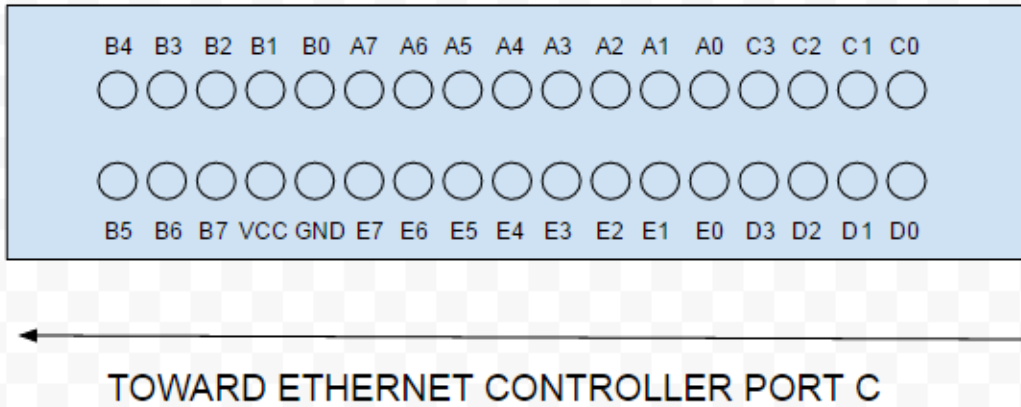 B4 B3 B2 B1 B0 A7 A6 A5 A4 A3 A2 A1 A0 C3 C2 C1 C0
B5 B6 B7 VCC GND E7 E6 E5 E4 E3 E2 E1 E0 D3 D2 D1 D0
TOWARD ETHERNET CONTROLLER PORT C